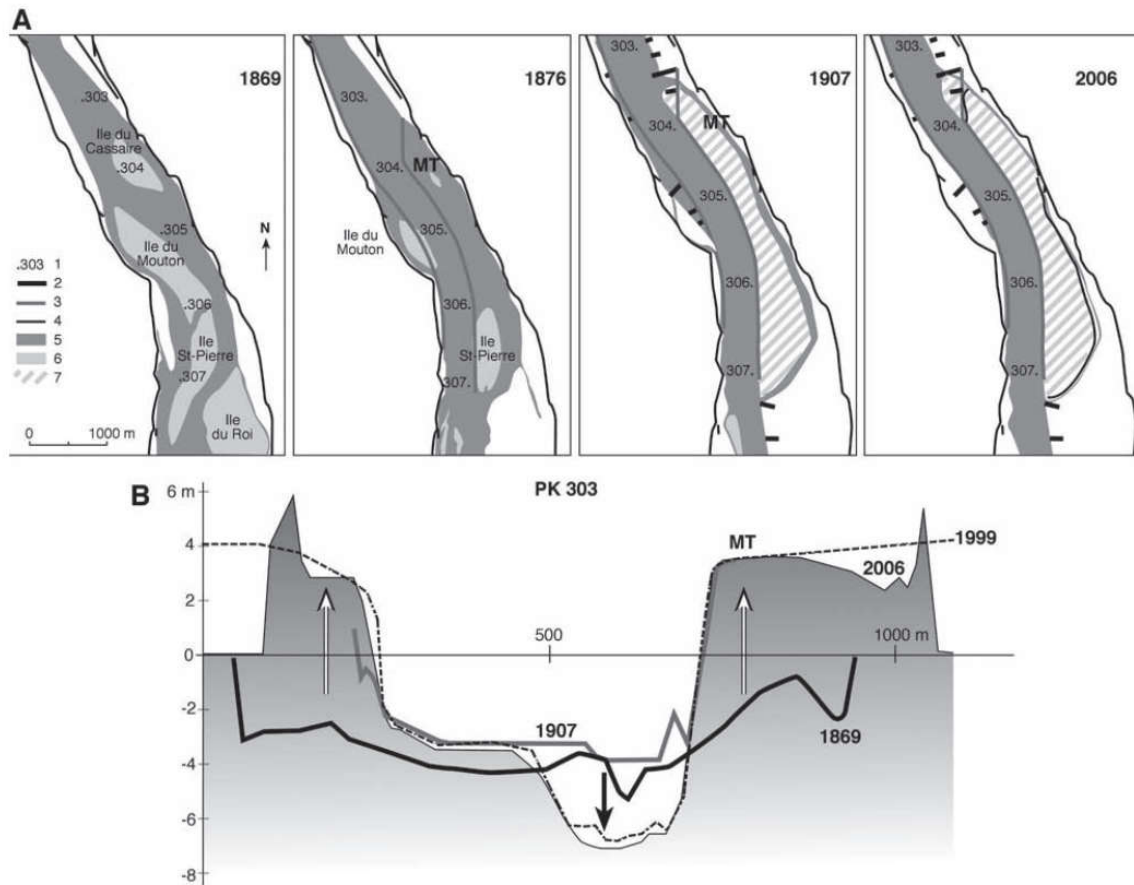 A
1869
.303
Ile du
Cassaire
.304
.305
Ile du
Mouton
.306
Ile
St-Pierre
.307
Ile
du Roi
N
.303 1
2
3
4
5
6
7
0 1000 m
1876
303.
MT
304.
305.
Ile du
Mouton
306.
Ile
St-Pierre
307.
1907
303.
304.
MT
305.
306.
307.
2006
303.
304.
305.
306.
307.
B
PK 303
6 m
4
2
0
-2
-4
-6
-8
500
1000 m
MT
1999
2006
1907
1869